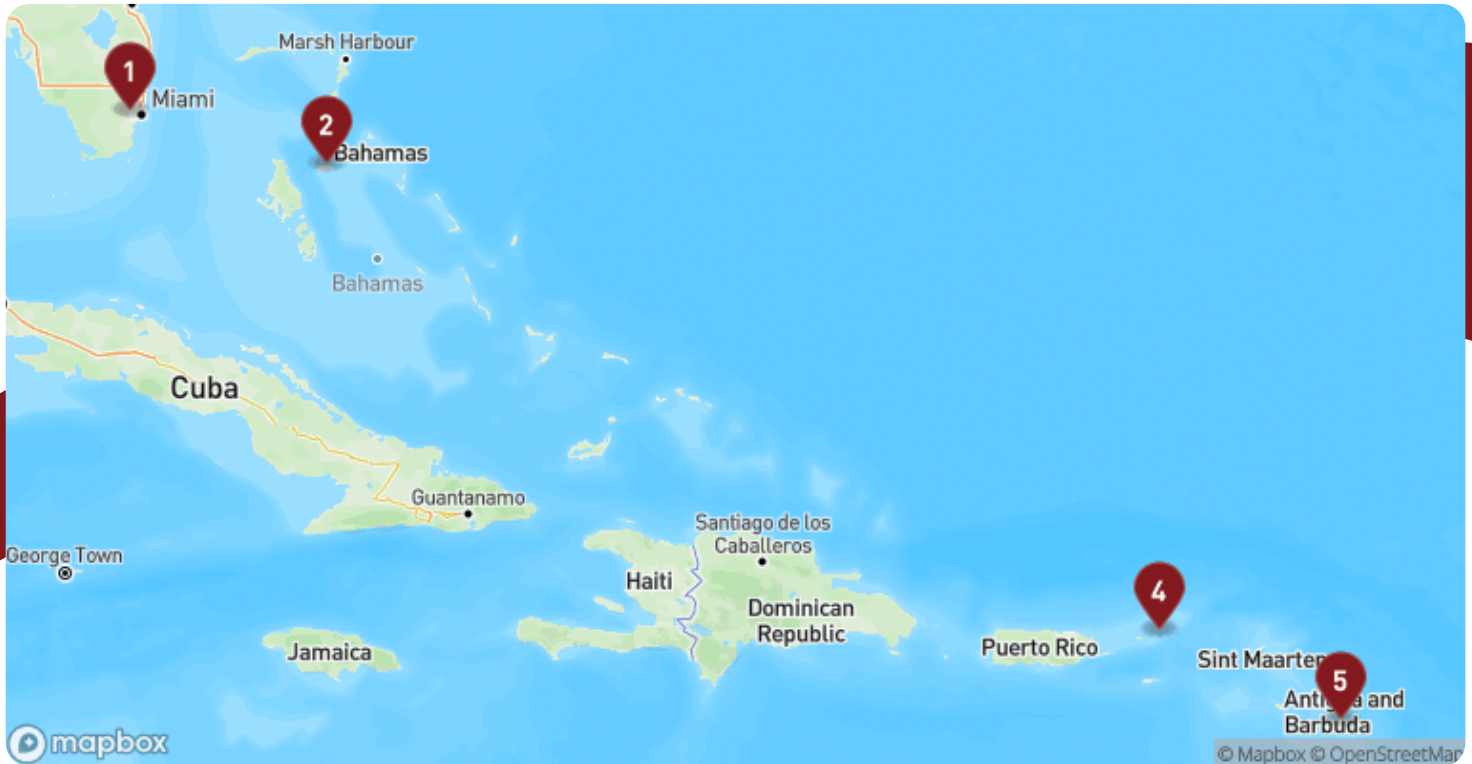 Marsh Harbour
1
Miami
2
Bahamas
Bahamas
Cuba
Guantanamo
Santiago de los
Caballeros
George Town
Haiti
4
Dominican
Republic
Jamaica
Puerto Rico
Sint Maarten
5
Antigua and
Barbuda
mapbox
© Mapbox © OpenStreetMap